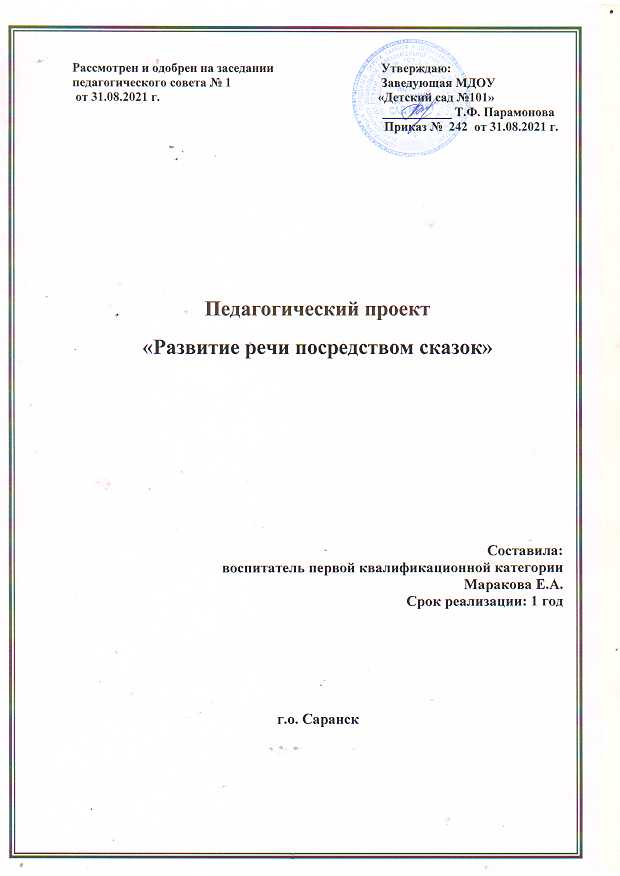 Рассмотрен и одобрен на заседании
педагогического совета № 1
от 31.08.2021 г.
Утверждаю:
Заведующая МДОУ
«Детский сад №101»
Т.Ф. Парамонова
Приказ № 242 от 31.08.2021 г.
Педагогический проект
«Развитие речи посредством сказок»
Составила:
воспитатель первой квалификационной категории
Маракова Е.А.
Срок реализации: 1 год
г.о. Саранск